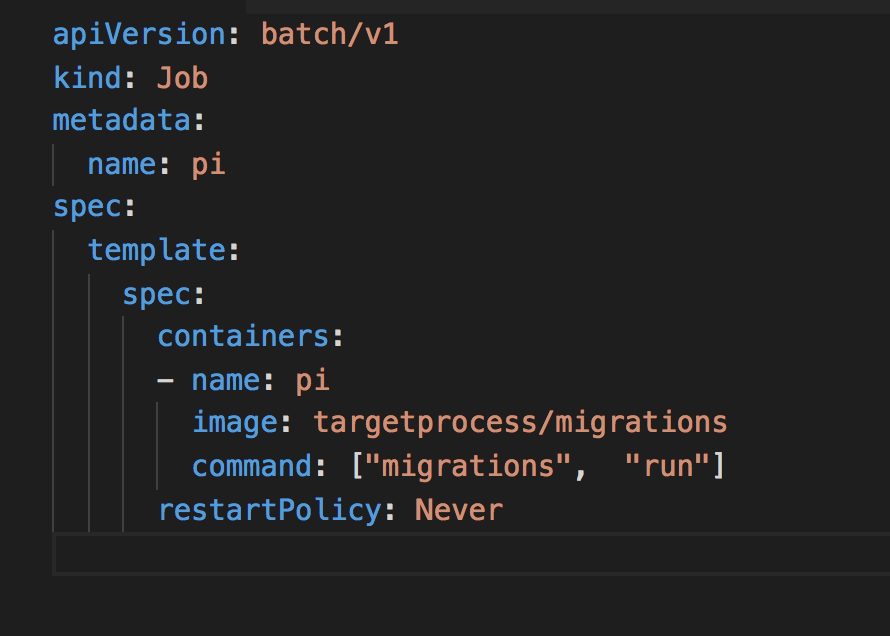 apiVersion: batch/v1
kind: Job
metadata:
  name: pi
spec:
  template:
    spec:
      containers:
      - name: pi
        image: targetprocess/migrations
        command: ["migrations",  "run"]
      restartPolicy: Never